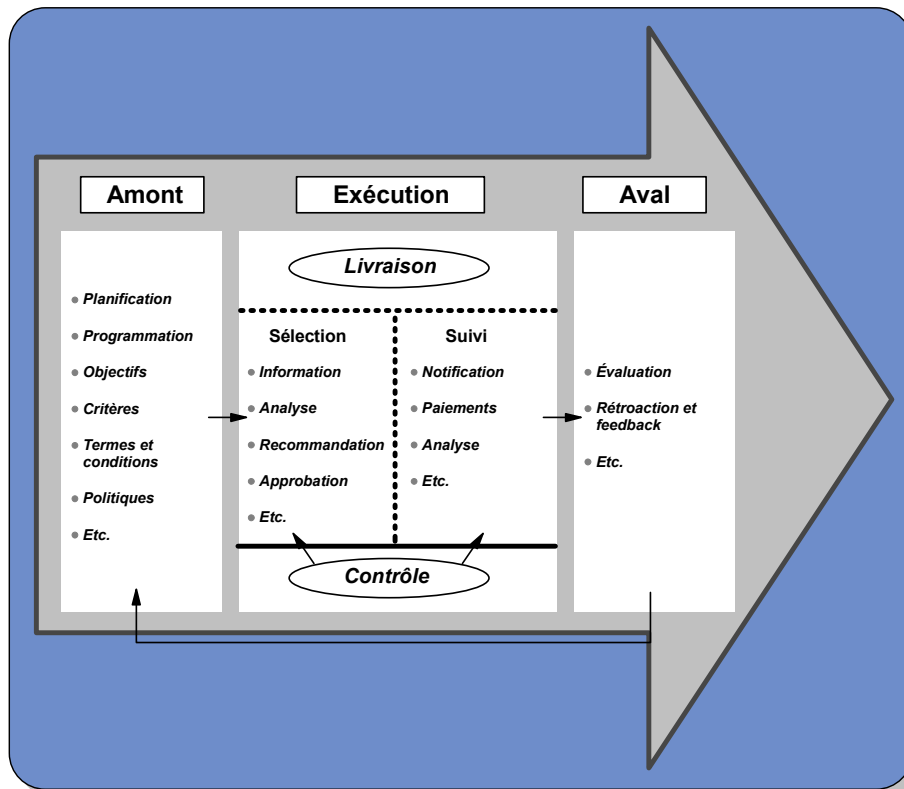 Amont
Exécution
Aval
Planification
Programmation
Objectifs
Critères
Termes et
conditions
Politiques
Etc.
Livraison
Sélection
Information
Analyse
Recommandation
Approbation
Etc.
Suivi
Notification
Paiements
Analyse
Etc.
Contrôle
Évaluation
Rétroaction et
feedback
Etc.